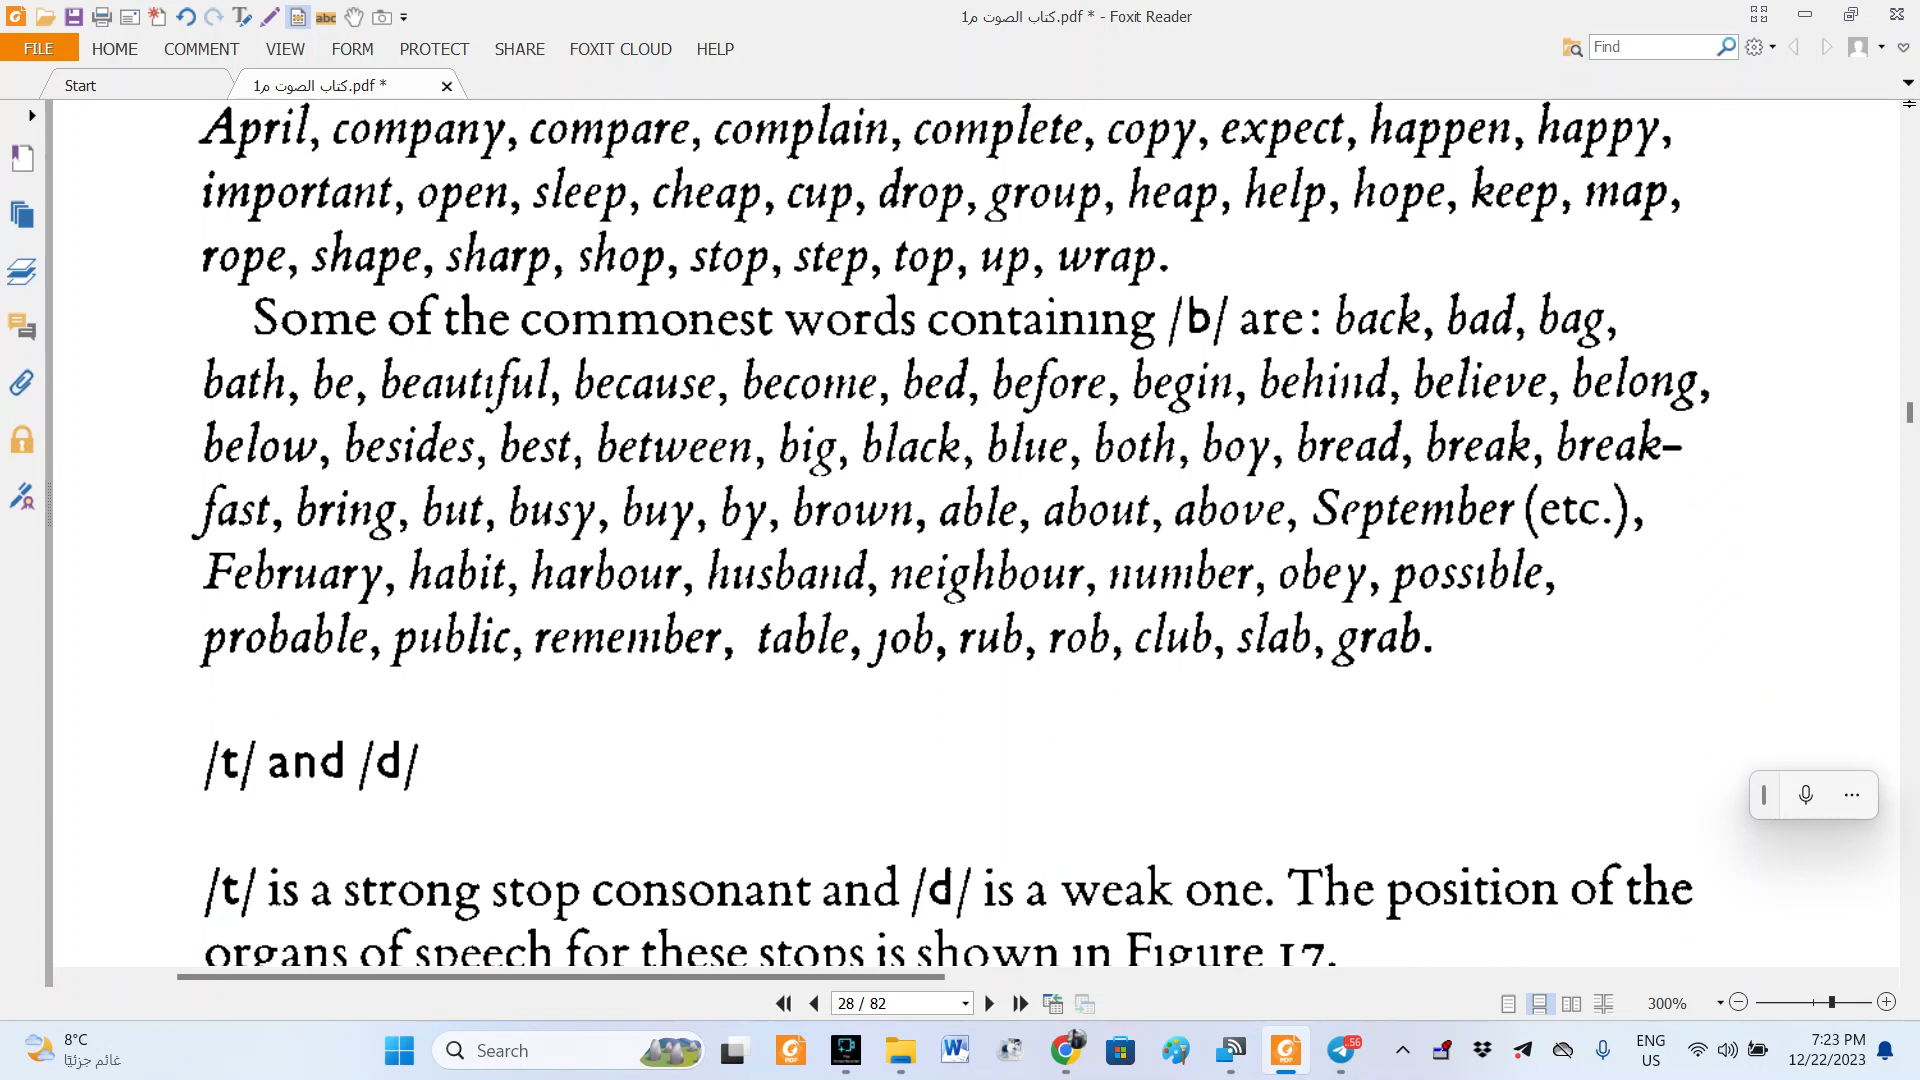 كتاب الصوت م1.pdf * - Foxit Reader
FILE HOME COMMENT VIEW FORM PROTECT SHARE FOXIT CLOUD HELP
Find
Start
كتاب الصوت م1.pdf *
April, company, compare, complain, complete, copy, expect, happen, happy,
important, open, sleep, cheap, cup, drop, group, heap, help, hope, keep, map,
rope, shape, sharp, shop, stop, step, top, up, wrap.
Some of the commonest words containing /b/ are: back, bad, bag,
bath, be, beautiful, because, become, bed, before, begin, behind, believe, belong,
below, besides, best, between, big, black, blue, both, boy, bread, break, break-
fast, bring, but, busy, buy, by, brown, able, about, above, September (etc.),
February, habit, harbour, husband, neighbour, number, obey, possible,
probable, public, remember, table, job, rub, rob, club, slab, grab.
/t/ and /d/
/t/ is a strong stop consonant and /d/ is a weak one. The position of the
organs of speech for these stops is shown in Figure 17.
28 / 82
300%
8°C
غائم جزئيًا
Search
56
ENG
US
7:23 PM
12/22/2023